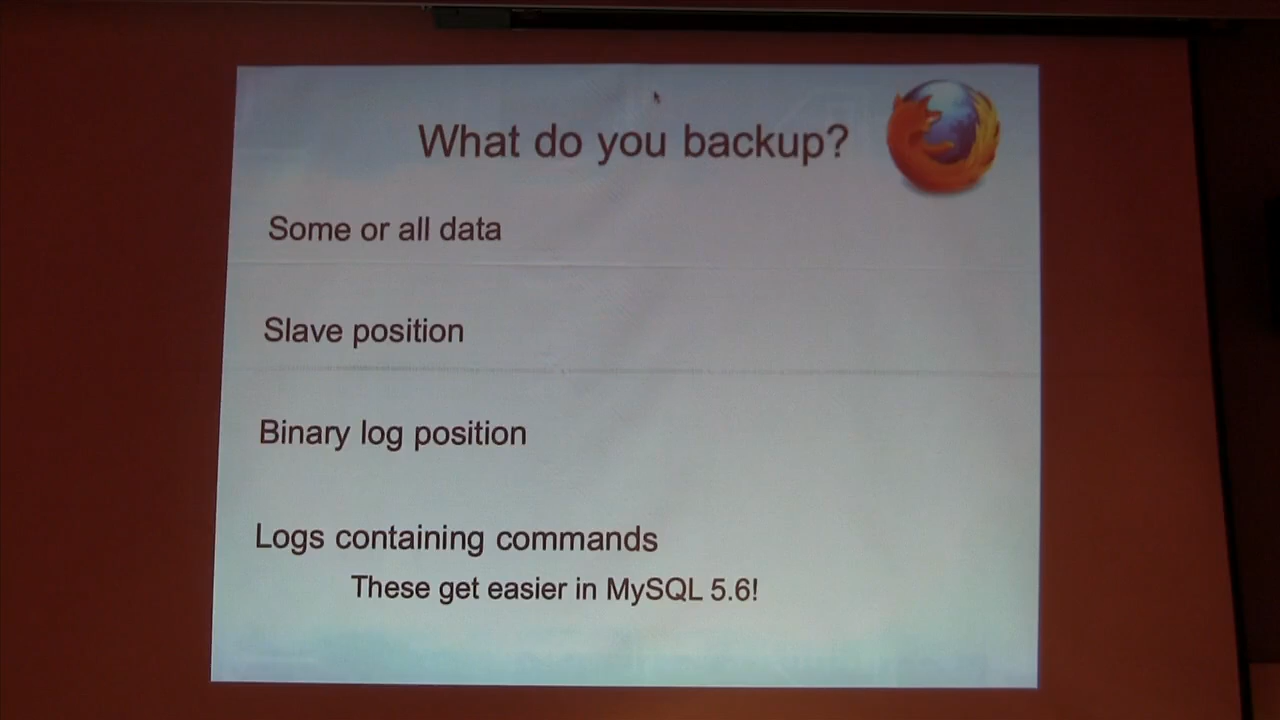 What do you backup?
Some or all data
Slave position
Binary log position
Logs containing commands
These get easier in MySQL 5.6!